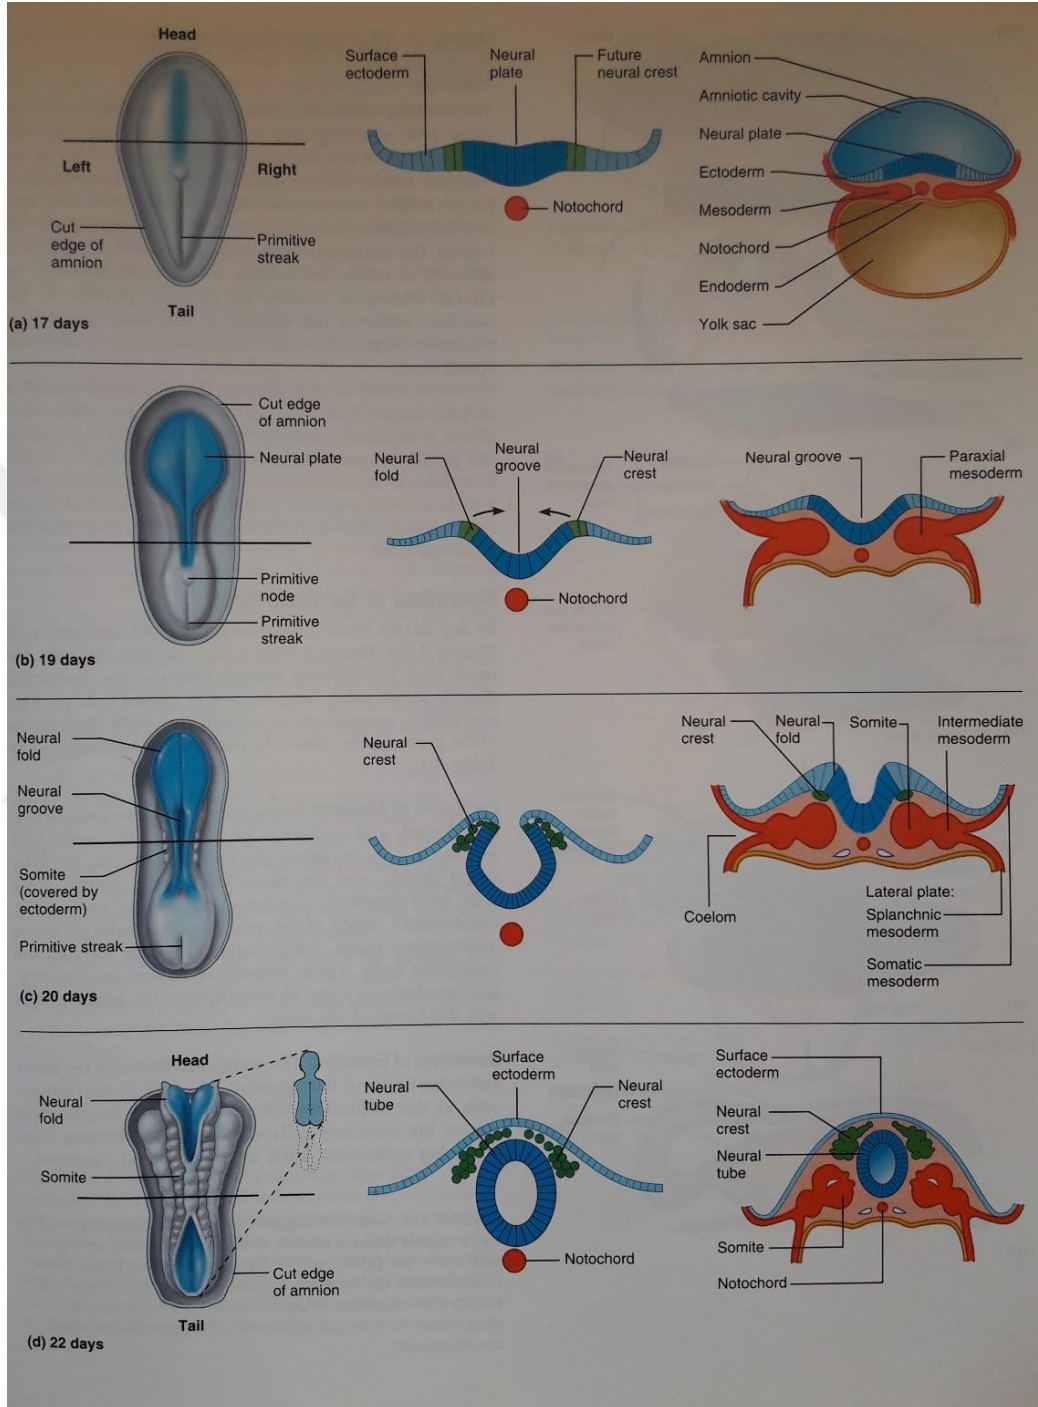 Head
Left
Right
Cut
edge of
amnion
Primitive
streak
Tail
(a) 17 days
Surface
ectoderm
Neural
plate
Future
neural crest
Notochord
Amnion
Amniotic cavity
Neural plate
Ectoderm
Mesoderm
Notochord
Endoderm
Yolk sac
Cut edge
of amnion
Neural plate
Primitive
node
Primitive
streak
(b) 19 days
Neural
fold
Neural
groove
Neural
crest
Notochord
Neural groove
Paraxial
mesoderm
Neural
fold
Neural
groove
Somite
(covered by
ectoderm)
Primitive streak
(c) 20 days
Neural
crest
Neural
crest
Neural
fold
Somite
Intermediate
mesoderm
Coelom
Lateral plate:
Splanchnic
mesoderm
Somatic
mesoderm
Head
Neural
fold
Somite
Cut edge
of amnion
Tail
(d) 22 days
Neural
tube
Surface
ectoderm
Neural
crest
Notochord
Surface
ectoderm
Neural
crest
Neural
tube
Somite
Notochord